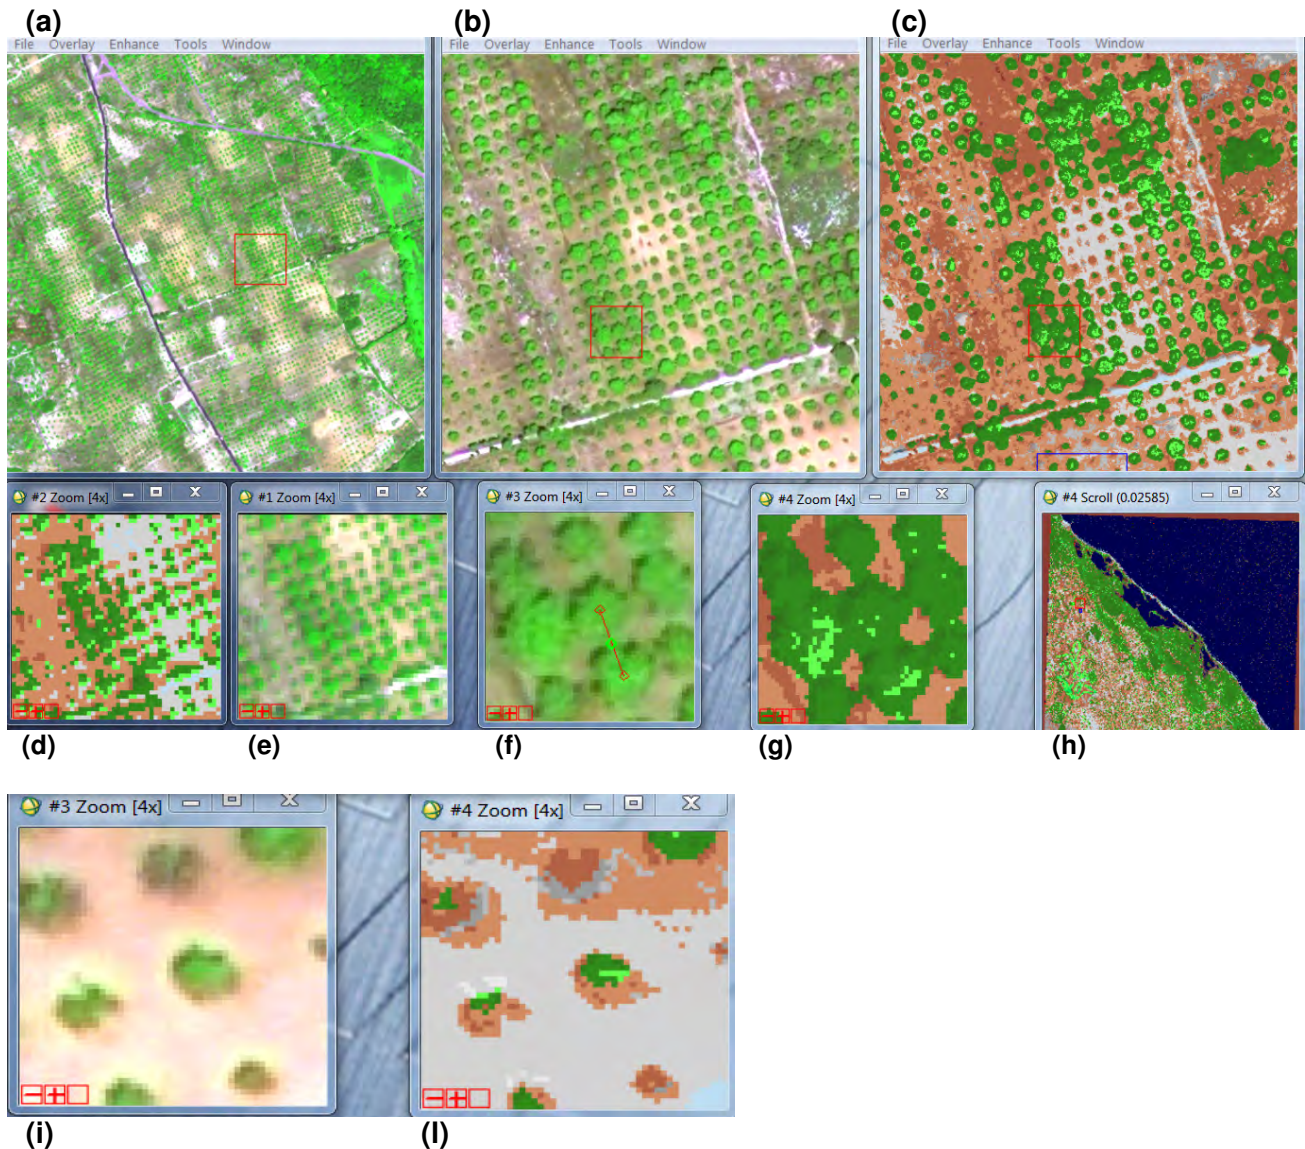 (a) (b) (c)
File Overlay Enhance Tools Window
File Overlay Enhance Tools Window
File Overlay Enhance Tools Window
#2 Zoom [4x]
#1 Zoom [4x]
#3 Zoom [4x]
#4 Zoom [4x]
#4 Scroll (0.02585)
(d) (e) (f) (g) (h)
#3 Zoom [4x]
#4 Zoom [4x]
(i) (l)